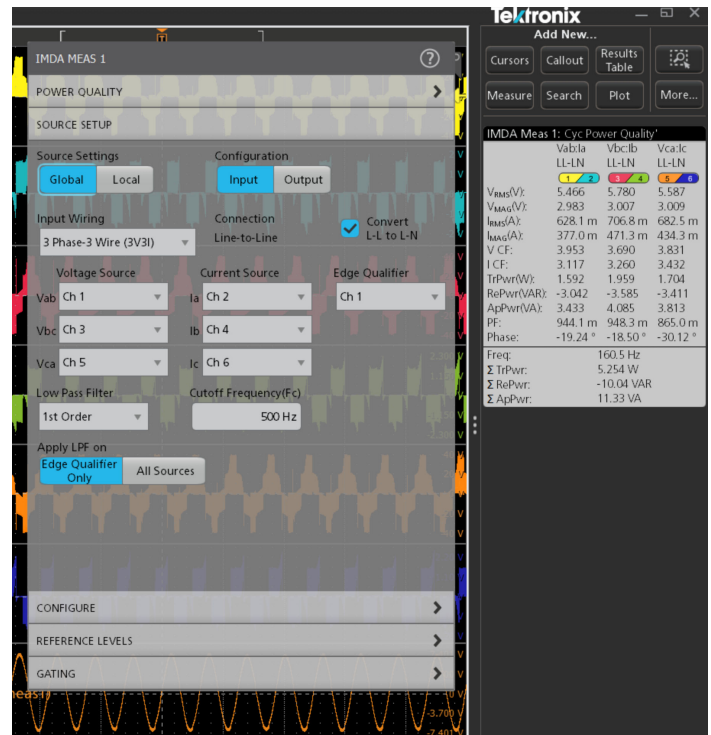 Tektronix
Add New...
Cursors
Callout
Results
Table
Measure
Search
Plot
More...
IMDA MEAS 1
?
POWER QUALITY
SOURCE SETUP
Source Settings
Configuration
Global
Local
Input
Output
Input Wiring
Connection
3 Phase-3 Wire (3V3I)
Line-to-Line
Convert
L-L to L-N
Voltage Source
Current Source
Edge Qualifier
Vab Ch 1
Ia Ch 2
Ch 1
Vbc Ch 3
Ib Ch 4
Vca Ch 5
Ic Ch 6
Low Pass Filter
Cutoff Frequency(Fc)
1st Order
500 Hz
Apply LPF on
Edge Qualifier
Only
All Sources
CONFIGURE
REFERENCE LEVELS
GATING
-3.700 V
-7.401 V
IMDA Meas 1: Cyc Power Quality'
Vab:Ia Vbc:Ib Vca:Ic
LL-LN LL-LN LL-LN
1 2 3 4 5 6
VRMS(V): 5.466 5.780 5.587
VMAG(V): 2.983 3.007 3.009
IRMS(A): 628.1 m 706.8 m 682.5 m
IMAG(A): 377.0 m 471.3 m 434.3 m
V CF: 3.953 3.690 3.831
I CF: 3.117 3.260 3.432
TrPwr(W): 1.592 1.959 1.704
RePwr(VAR): -3.042 -3.585 -3.411
ApPwr(VA): 3.433 4.085 3.813
PF: 944.1 m 948.3 m 865.0 m
Phase: -19.24 ° -18.50 ° -30.12 °
Freq: 160.5 Hz
Σ TrPwr: 5.254 W
Σ RePwr: -10.04 VAR
Σ ApPwr: 11.33 VA